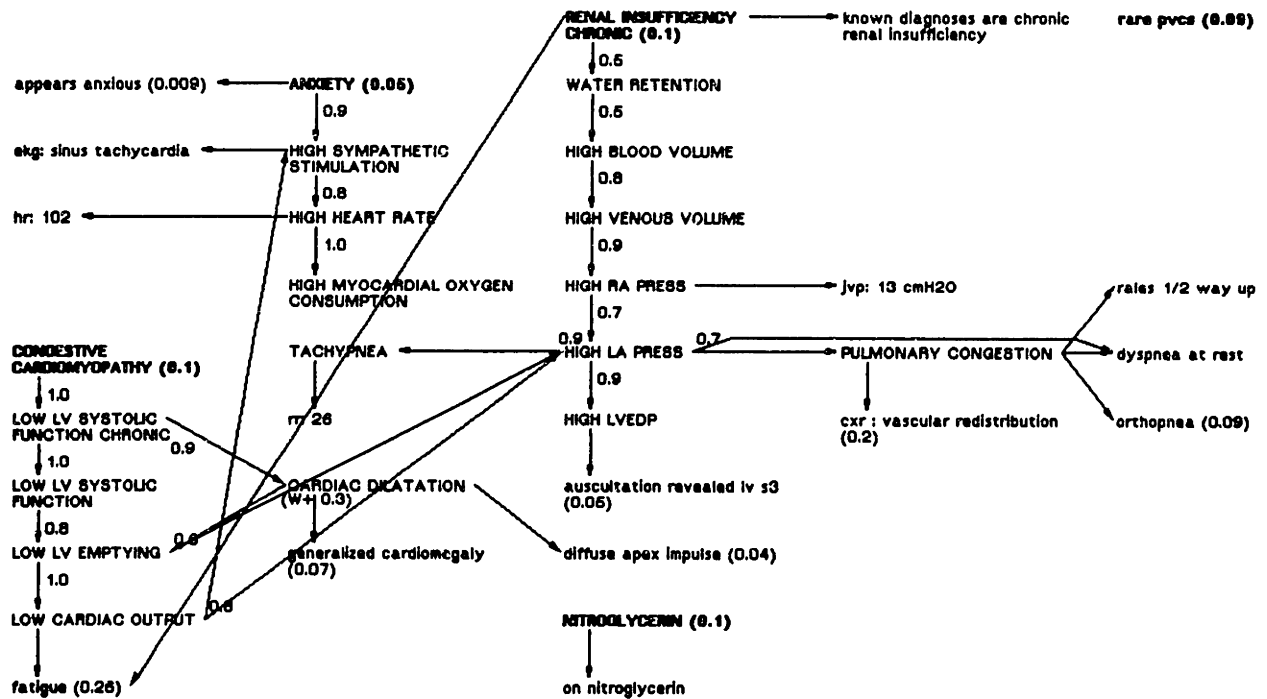 RENAL INSUFFICIENCY
CHRONIC (0.1)
known diagnoses are chronic
renal insufficiency
rare pvcs (0.09)
0.5
appears anxious (0.009)
ANXIETY (0.05)
WATER RETENTION
0.9
0.5
ekg: sinus tachycardia
HIGH SYMPATHETIC
STIMULATION
HIGH BLOOD VOLUME
0.8
0.8
hr: 102
HIGH HEART RATE
HIGH VENOUS VOLUME
1.0
0.9
HIGH MYOCARDIAL OXYGEN
CONSUMPTION
HIGH RA PRESS
jvp: 13 cmH2O
rales 1/2 way up
0.7
0.9
0.7
CONGESTIVE
CARDIOMYOPATHY (0.1)
TACHYPNEA
HIGH LA PRESS
PULMONARY CONGESTION
dyspnea at rest
1.0
0.9
LOW LV SYSTOLIC
FUNCTION CHRONIC
0.9
rr: 26
HIGH LVEDP
cxr : vascular redistribution
(0.2)
orthopnea (0.09)
1.0
LOW LV SYSTOLIC
FUNCTION
CARDIAC DILATATION
(W+ 0.3)
auscultation revealed lv s3
(0.05)
0.8
LOW LV EMPTYING
generalized cardiomegaly
(0.07)
diffuse apex impulse (0.04)
1.0
LOW CARDIAC OUTPUT
NITROGLYCERIN (0.1)
fatigue (0.26)
on nitroglycerin